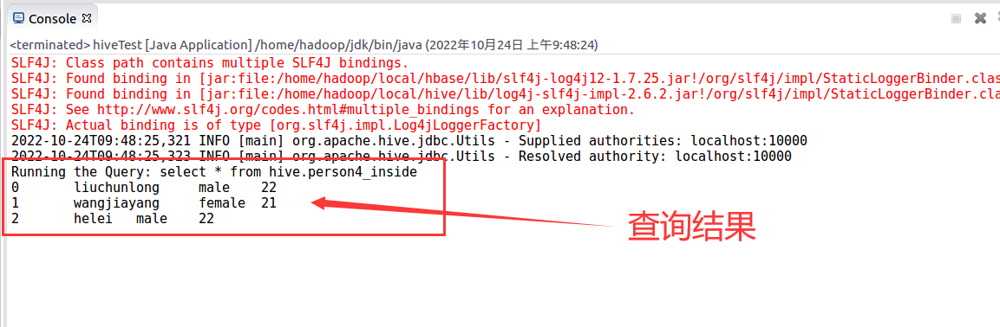 Console
<terminated> hiveTest [Java Application] /home/hadoop/jdk/bin/java (2022年10月24日 上午9:48:24)
SLF4J: Class path contains multiple SLF4J bindings.
SLF4J: Found binding in [jar:file:/home/hadoop/local/hbase/lib/slf4j-log4j12-1.7.25.jar!/org/slf4j/impl/StaticLoggerBinder.clas
SLF4J: Found binding in [jar:file:/home/hadoop/local/hive/lib/log4j-slf4j-impl-2.6.2.jar!/org/slf4j/impl/StaticLoggerBinder.cla
SLF4J: See http://www.slf4j.org/codes.html#multiple_bindings for an explanation.
SLF4J: Actual binding is of type [org.slf4j.impl.Log4jLoggerFactory]
2022-10-24T09:48:25,321 INFO [main] org.apache.hive.jdbc.Utils - Supplied authorities: localhost:10000
2022-10-24T09:48:25,323 INFO [main] org.apache.hive.jdbc.Utils - Resolved authority: localhost:10000
Running the Query: select * from hive.person4_inside
0 liuchunlong male 22
1 wangjiayang female 21
2 helei male 22
查询结果